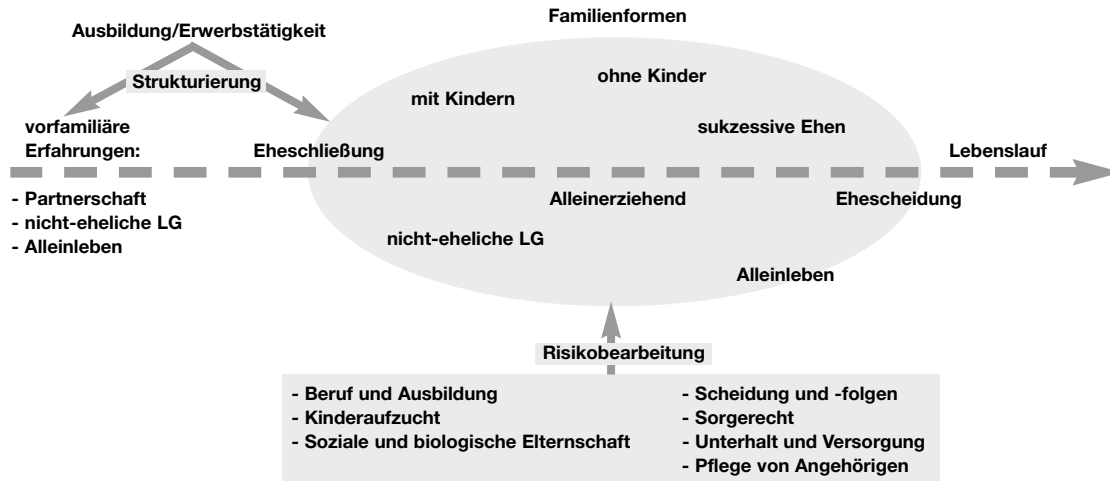 Familienformen
Ausbildung/Erwerbstätigkeit
Strukturierung
ohne Kinder
mit Kindern
vorfamiliäre
Erfahrungen:
sukzessive Ehen
Eheschließung
Lebenslauf
- Partnerschaft
- nicht-eheliche LG
- Alleinleben
Alleinerziehend
Ehescheidung
nicht-eheliche LG
Alleinleben
Risikobearbeitung
- Beruf und Ausbildung
- Kinderaufzucht
- Soziale und biologische Elternschaft
- Scheidung und -folgen
- Sorgerecht
- Unterhalt und Versorgung
- Pflege von Angehörigen